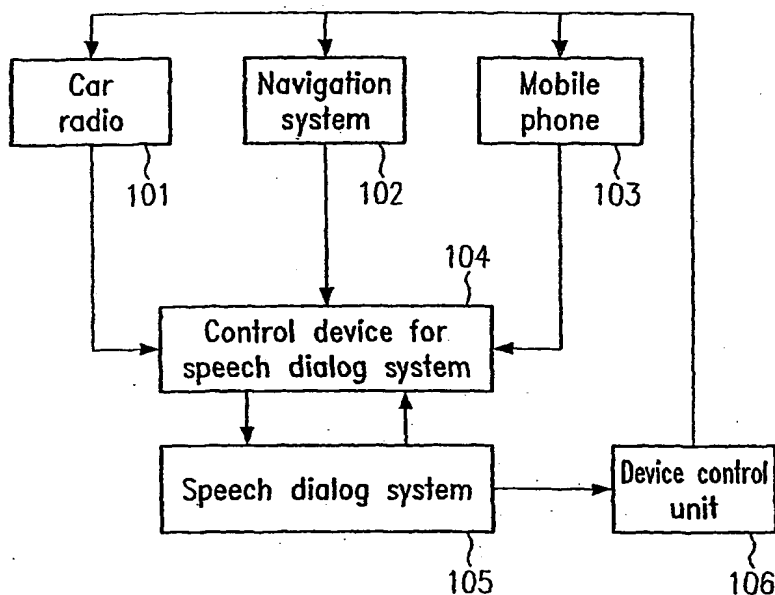 Car
radio
Navigation
system
Mobile
phone
101
102
103
104
Control device for
speech dialog system
Speech dialog system
Device control
unit
105
106